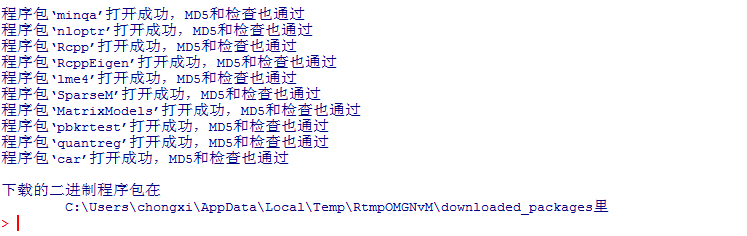 程序包‘minqa’打开成功，MD5和检查也通过
程序包‘nloptr’打开成功，MD5和检查也通过
程序包‘Rcpp’打开成功，MD5和检查也通过
程序包‘RcppEigen’打开成功，MD5和检查也通过
程序包‘lme4’打开成功，MD5和检查也通过
程序包‘SparseM’打开成功，MD5和检查也通过
程序包‘MatrixModels’打开成功，MD5和检查也通过
程序包‘pbkrtest’打开成功，MD5和检查也通过
程序包‘quantreg’打开成功，MD5和检查也通过
程序包‘car’打开成功，MD5和检查也通过
下载的二进制程序包在
C:\Users\chongxi\AppData\Local\Temp\RtmpOMGNvM\downloaded_packages里
>